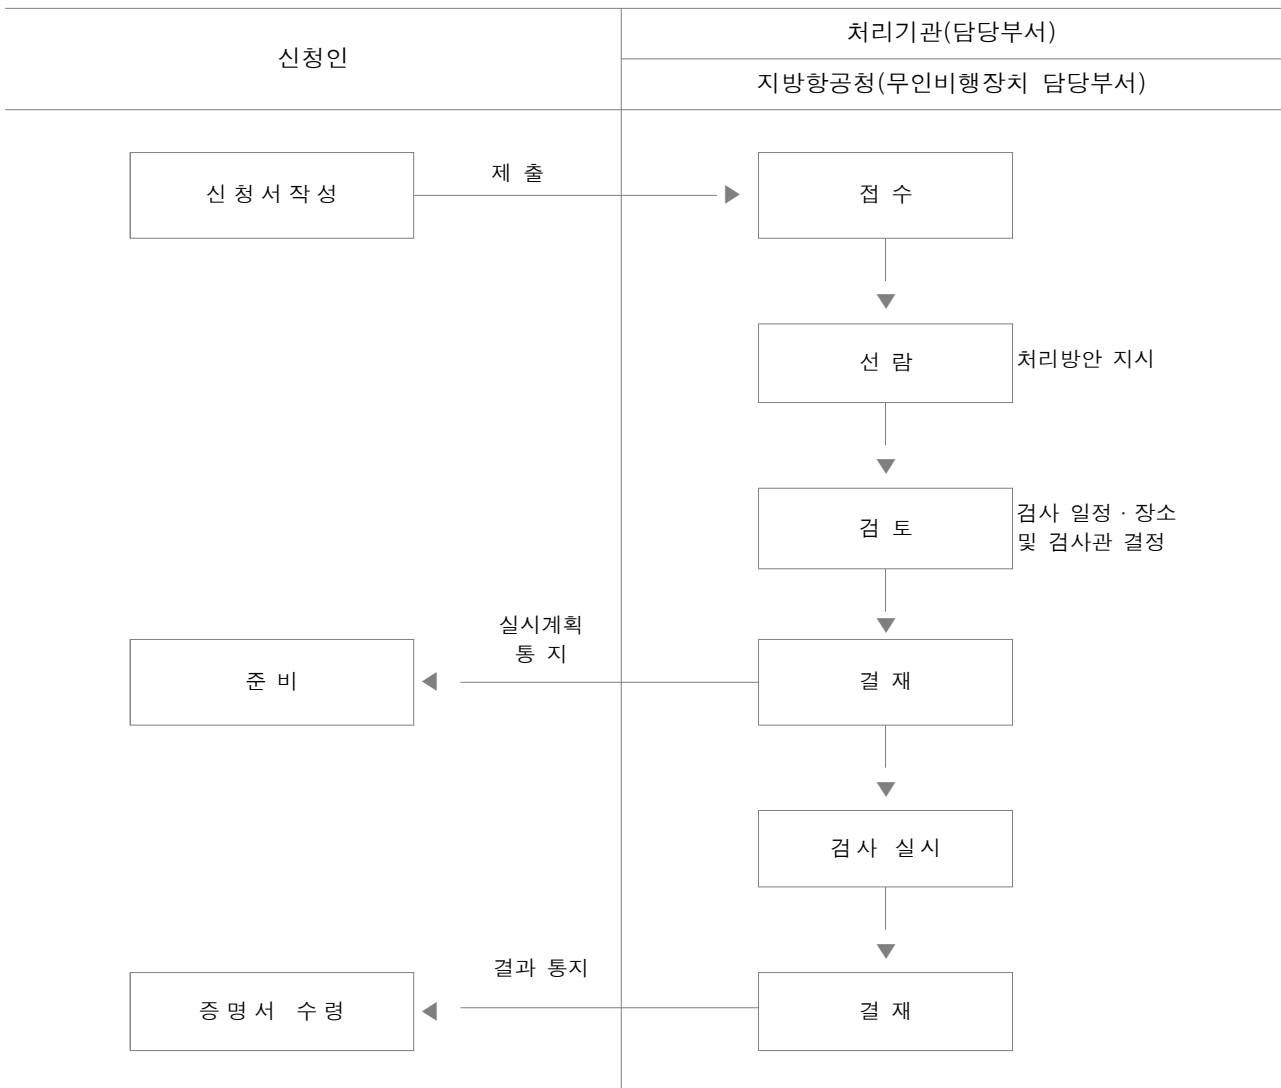 신청인
처리기관(담당부서)
지방항공청(무인비행장치 담당부서)
신청서작성
제 출
접 수
선 람
처리방안 지시
검 토
검사 일정·장소
및 검사관 결정
실시계획
통 지
준 비
결 재
검사 실시
결과 통지
증명서 수령
결 재